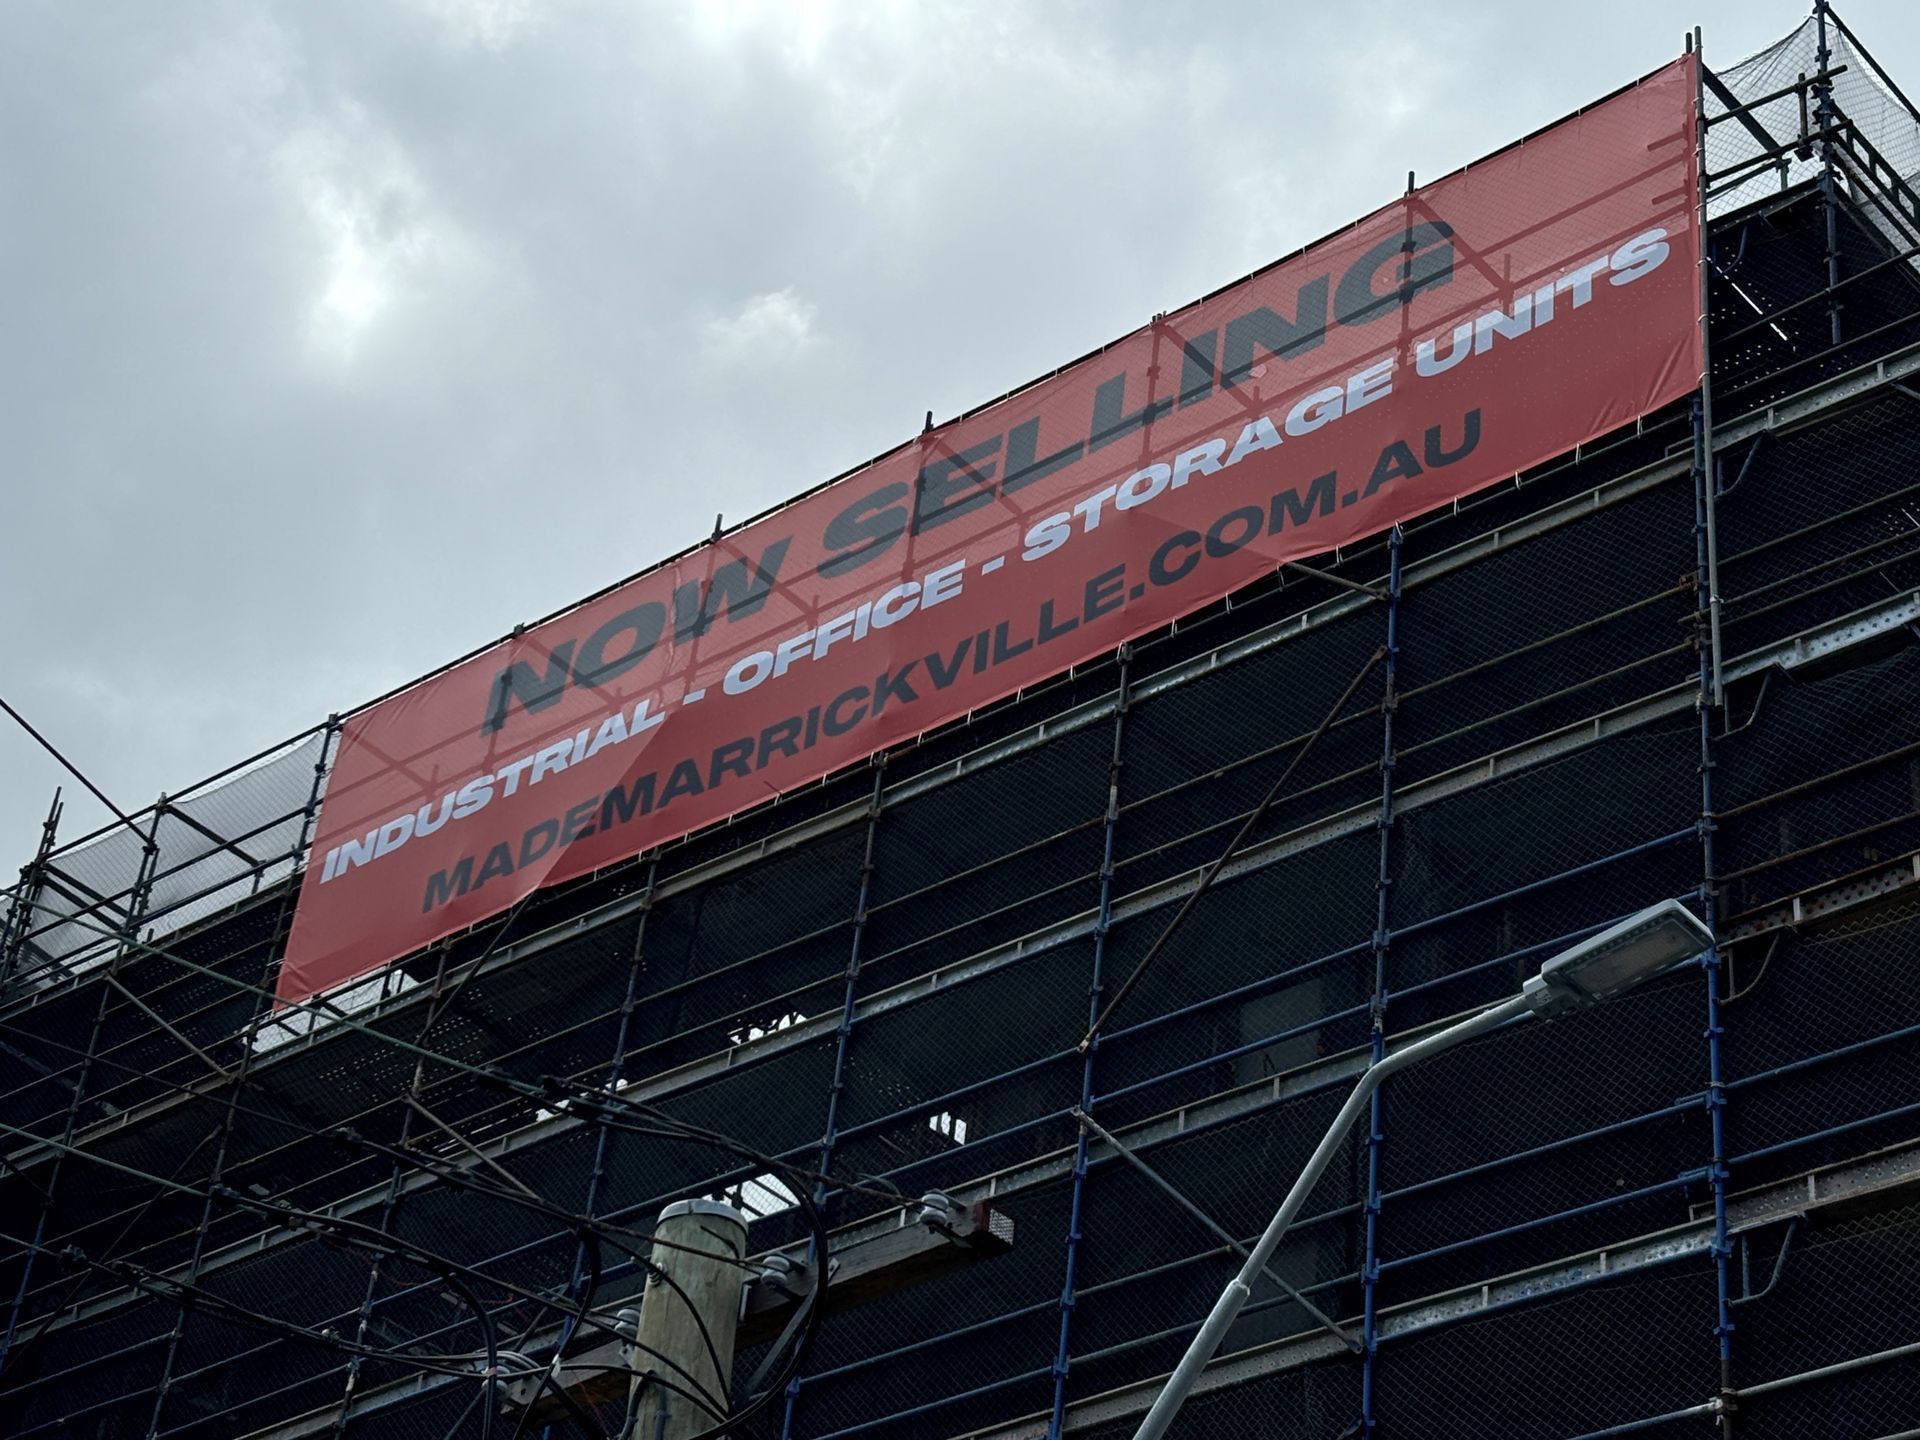 NOW SELLING
INDUSTRIAL - OFFICE - STORAGE UNITS
MADEMARRICKVILLE.COM.AU